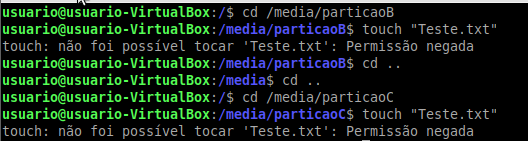 usuario@usuario-VirtualBox:/$ cd /media/particaoB
usuario@usuario-VirtualBox:/media/particaoB$ touch "Teste.txt"
touch: não foi possível tocar 'Teste.txt': Permissão negada
usuario@usuario-VirtualBox:/media/particaoB$ cd ..
usuario@usuario-VirtualBox:/media$ cd ..
usuario@usuario-VirtualBox:/$ cd /media/particaoC
usuario@usuario-VirtualBox:/media/particaoC$ touch "Teste.txt"
touch: não foi possível tocar 'Teste.txt': Permissão negada